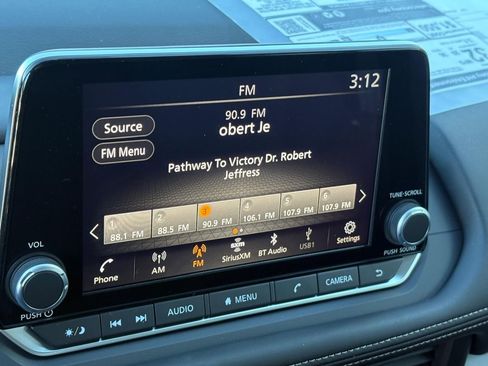 FM
3:12
90.9 FM
Source
obert Je
FM Menu
Pathway To Victory Dr. Robert
Jeffress
1 2 3 4 5 6
88.1 FM 88.5 FM 90.9 FM 106.1 FM 107.9 FM 107.9 FM
Phone AM FM SiriusXM BT Audio USB1 Settings
VOL
PUSH
TUNE·SCROLL
PUSH SOUND
AUDIO MENU CAMERA